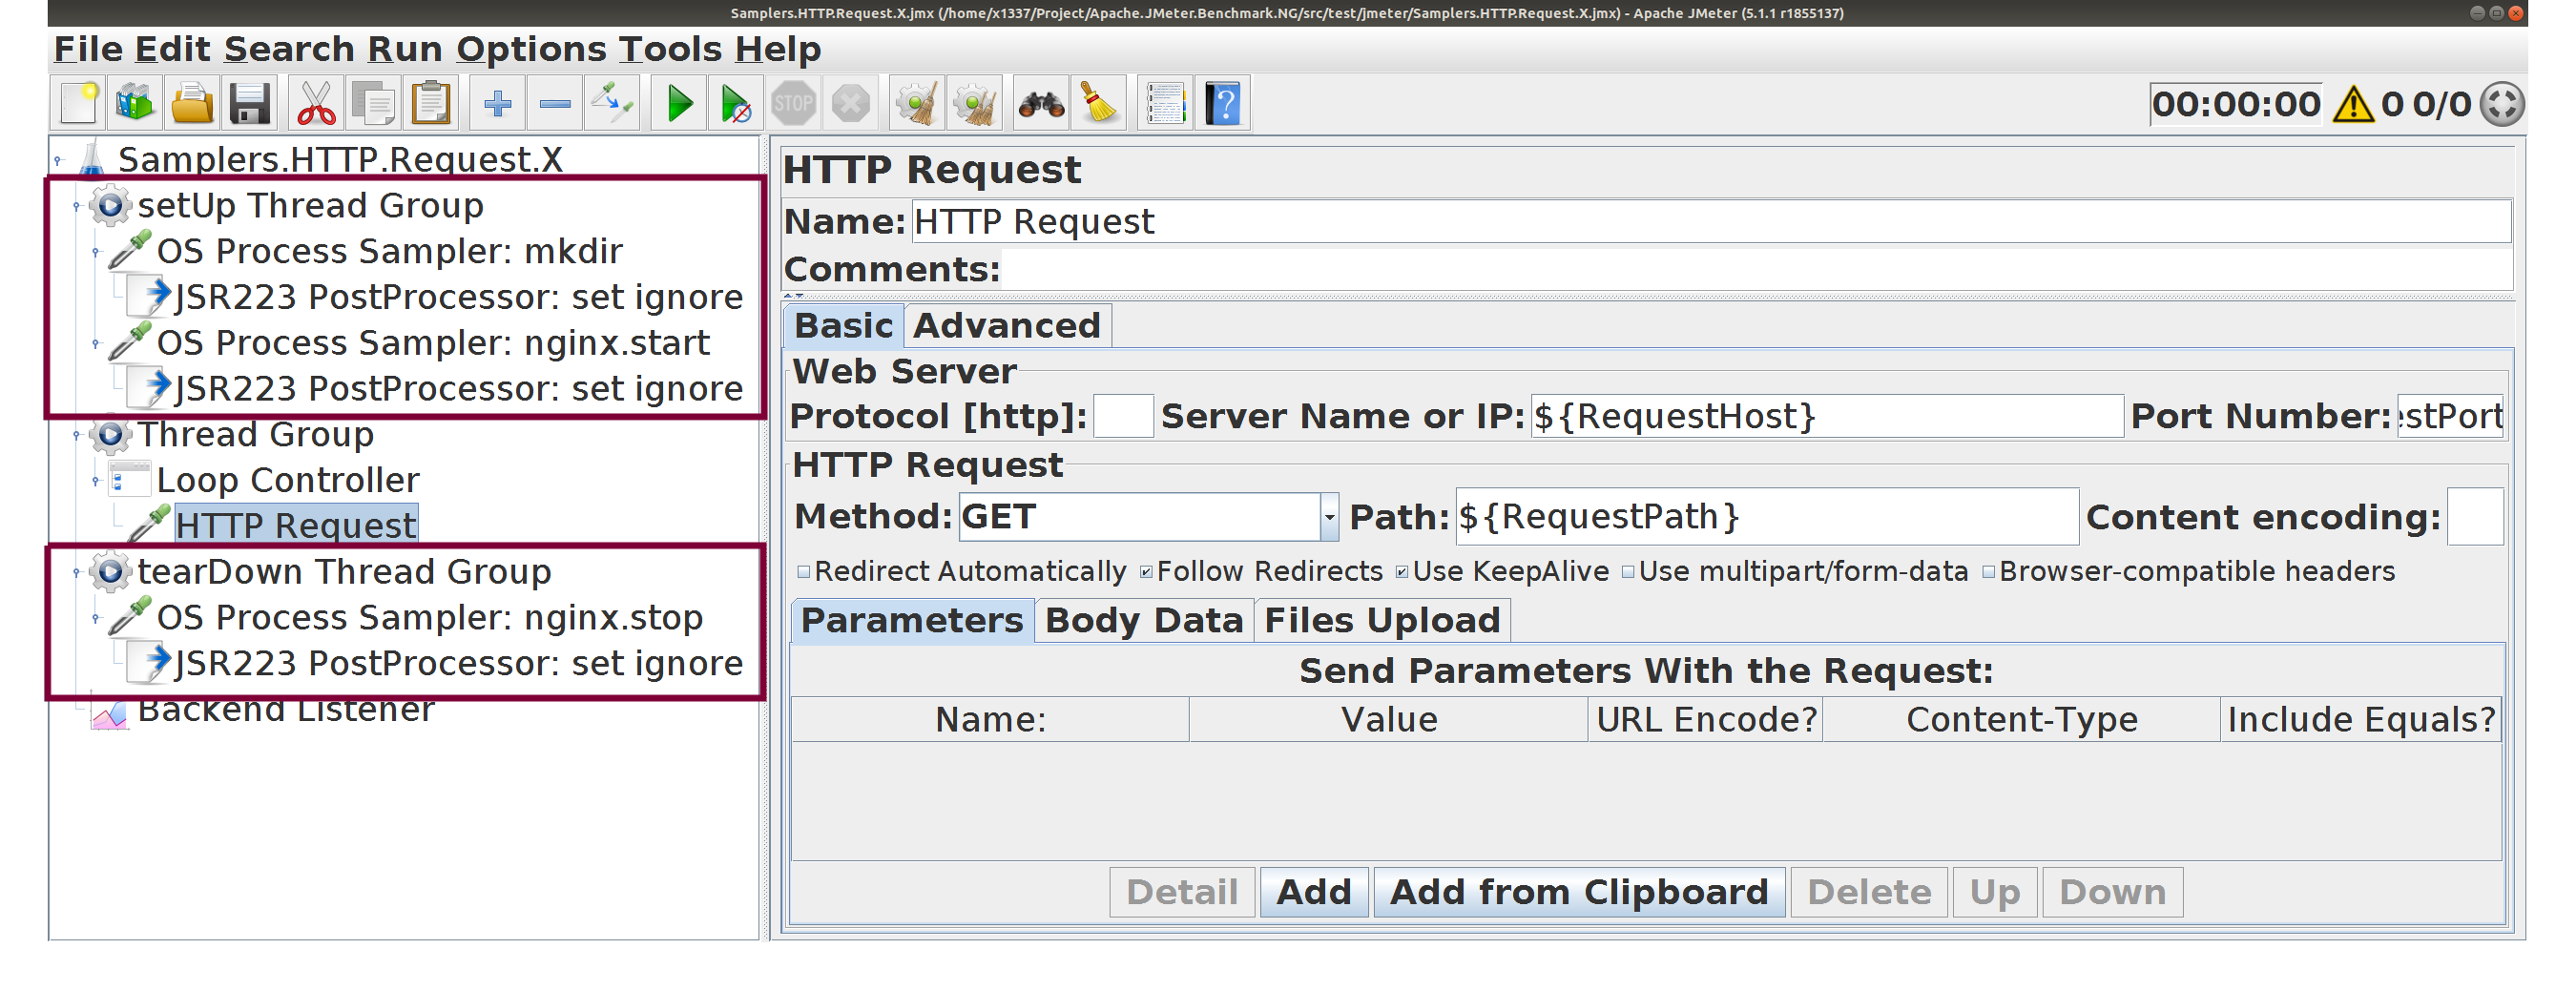 Samplers.HTTP.Request.X.jmx (/home/x1337/Project/Apache.JMeter.Benchmark.NG/src/test/jmeter/Samplers.HTTP.Request.X.jmx) - Apache JMeter (5.1.1 r1855137)
File Edit Search Run Options Tools Help
STOP
00:00:00 0 0/0
Samplers.HTTP.Request.X
setUp Thread Group
OS Process Sampler: mkdir
JSR223 PostProcessor: set ignore
OS Process Sampler: nginx.start
JSR223 PostProcessor: set ignore
Thread Group
Loop Controller
HTTP Request
tearDown Thread Group
OS Process Sampler: nginx.stop
JSR223 PostProcessor: set ignore
Backend Listener
HTTP Request
Name: HTTP Request
Comments:
Basic Advanced
Web Server
Protocol [http]: Server Name or IP: ${RequestHost} Port Number: estPort
HTTP Request
Method: GET Path: ${RequestPath} Content encoding:
Redirect Automatically Follow Redirects Use KeepAlive Use multipart/form-data Browser-compatible headers
Parameters Body Data Files Upload
Send Parameters With the Request:
Name: Value URL Encode? Content-Type Include Equals?
Detail Add Add from Clipboard Delete Up Down